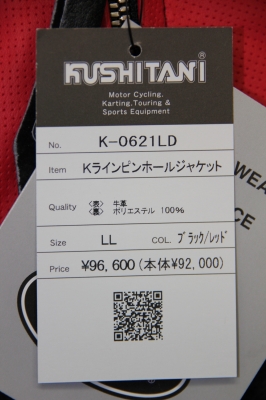 KUSHITANI®
Motor Cycling.
Karting.Touring &
Sports Equipment
No. K-0621LD
Item Kラインピンホールジャケット
Quality 〈表〉 牛革
〈裏〉 ポリエステル 100%
Size LL COL. ブラック/レッド
Price ¥96,600(本体¥92,000)
WEA
CE